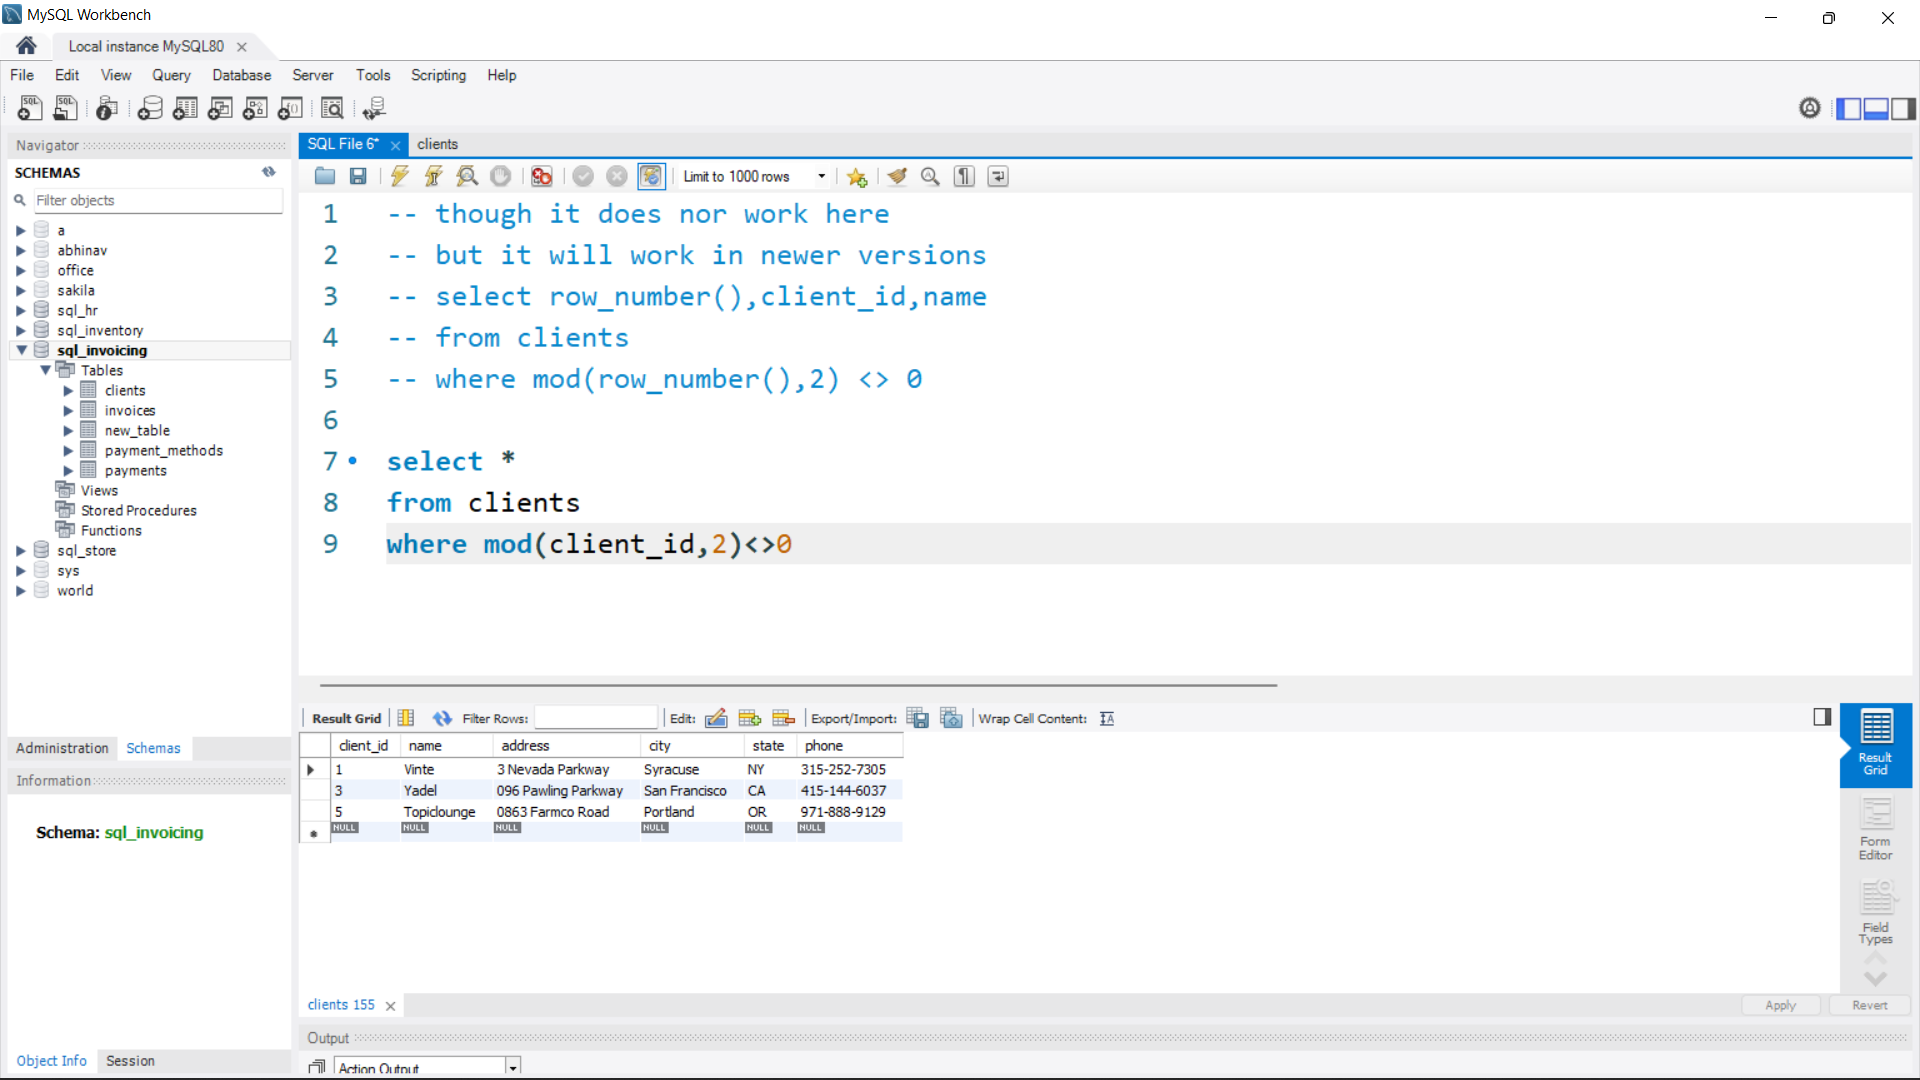 MySQL Workbench
Local instance MySQL80
File Edit View Query Database Server Tools Scripting Help
Navigator
SCHEMAS
Filter objects
a
abhinav
office
sakila
sql_hr
sql_inventory
sql_invoicing
Tables
clients
invoices
new_table
payment_methods
payments
Views
Stored Procedures
Functions
sql_store
sys
world
Administration Schemas
Information
Schema: sql_invoicing
Object Info Session
SQL File 6* clients
Limit to 1000 rows
1 -- though it does nor work here
2 -- but it will work in newer versions
3 -- select row_number(),client_id,name
4 -- from clients
5 -- where mod(row_number(),2) <> 0
6
7 select *
8 from clients
9 where mod(client_id,2)<>0
Result Grid Filter Rows: Edit: Export/Import: Wrap Cell Content:
client_id name address city state phone
1 Vinte 3 Nevada Parkway Syracuse NY 315-252-7305
3 Yadel 096 Pawling Parkway San Francisco CA 415-144-6037
5 Topiclounge 0863 Farmco Road Portland OR 971-888-9129
NULL NULL NULL NULL NULL NULL
Result
Grid
Form
Editor
Field
Types
clients 155
Apply Revert
Output
Action Output